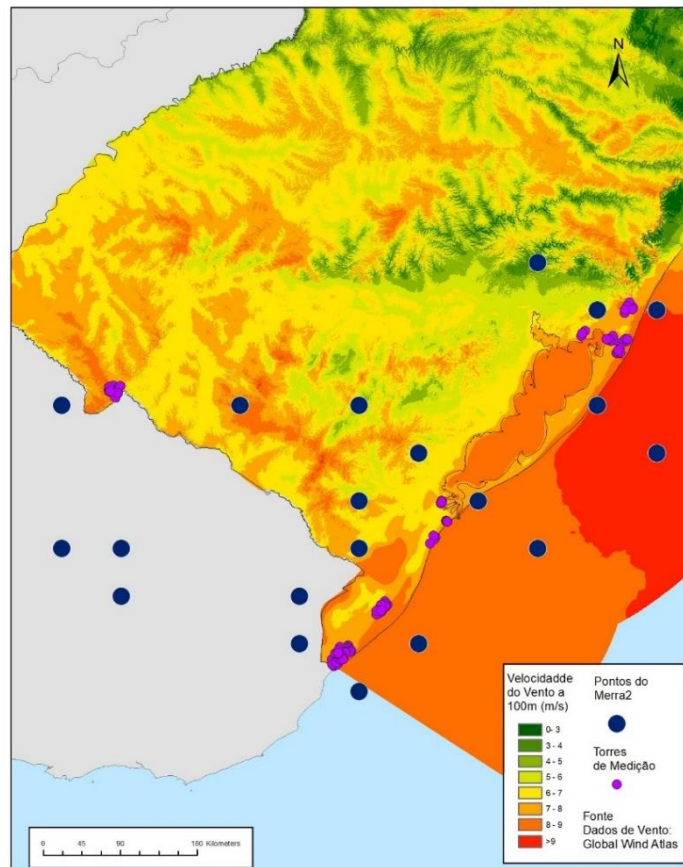 N
Velocidadde
do Vento a
100m (m/s)
0- 3
3 - 4
4 - 5
5 - 6
6 - 7
7 - 8
8 - 9
>9
Pontos do
Merra2
Torres
de Medição
Fonte
Dados de Vento:
Global Wind Atlas
0 45 90 180 Kilometers